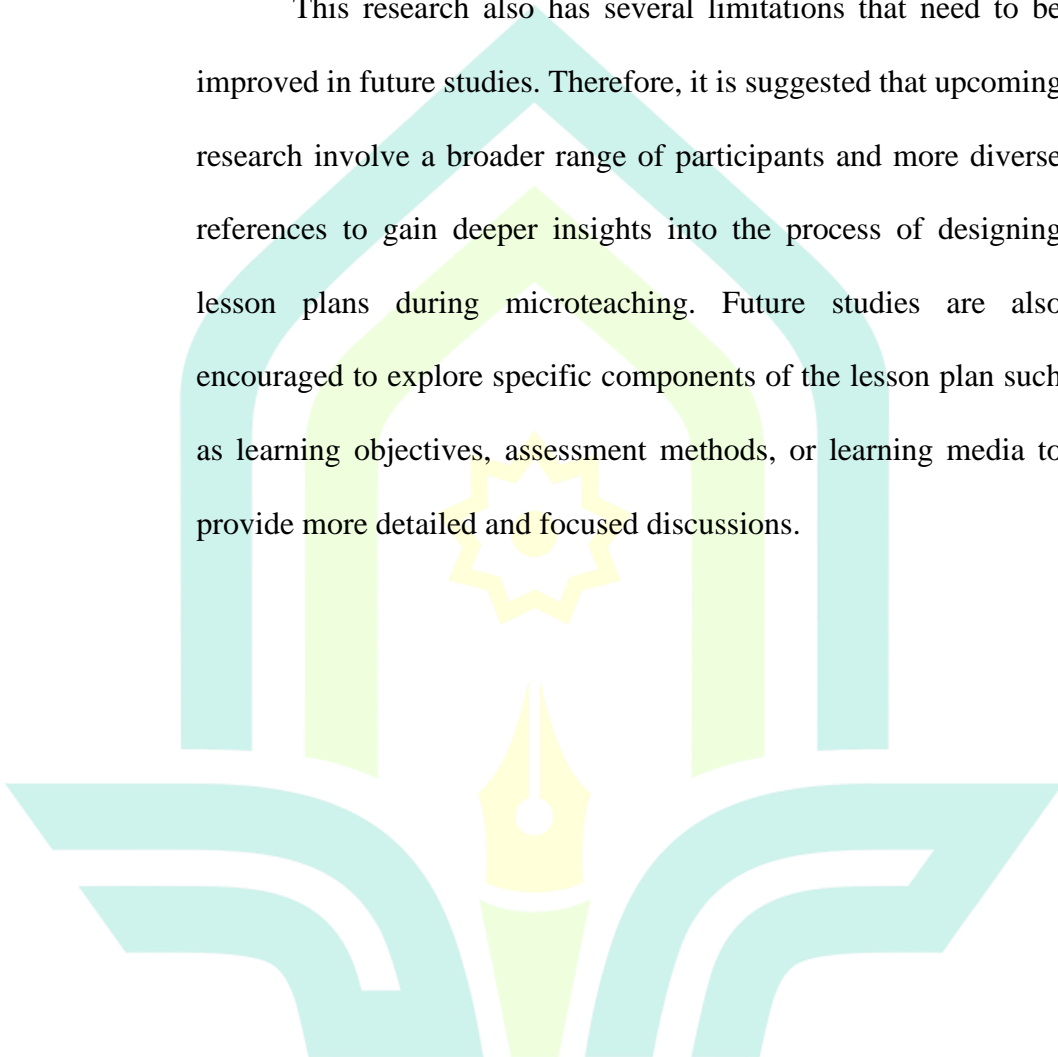 This research also has several limitations that need to be
improved in future studies. Therefore, it is suggested that upcoming
research involve a broader range of participants and more diverse
references to gain deeper insights into the process of designing
lesson plans during microteaching. Future studies are also
encouraged to explore specific components of the lesson plan such
as learning objectives, assessment methods, or learning media to
provide more detailed and focused discussions.